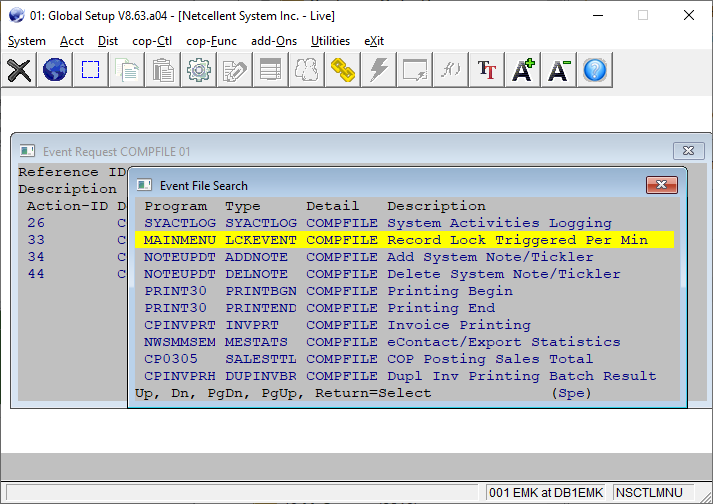 01: Global Setup V8.63.a04 - [Netcellent System Inc. - Live]
System Acct Dist cop-Ctl cop-Func add-Ons Utilities eXit
f() TT A+ A- ?
Event Request COMPFILE 01
Reference ID
Description
Action-ID D
26 C
33 C
34 C
44 C
Event File Search
Program Type Detail Description
SYACTLOG SYACTLOG COMPFILE System Activities Logging
MAINMENU LCKEVENT COMPFILE Record Lock Triggered Per Min
NOTEUPDT ADDNOTE COMPFILE Add System Note/Tickler
NOTEUPDT DELNOTE COMPFILE Delete System Note/Tickler
PRINT30 PRINTBGN COMPFILE Printing Begin
PRINT30 PRINTEND COMPFILE Printing End
CPINVPRT INVPRT COMPFILE Invoice Printing
NWSMMSEM MESTATS COMPFILE eContact/Export Statistics
CP0305 SALESTTL COMPFILE COP Posting Sales Total
CPINVPRH DUPINVBR COMPFILE Dupl Inv Printing Batch Result
Up, Dn, PgDn, PgUp, Return=Select (Spe)
001 EMK at DB1EMK NSCTLMNU